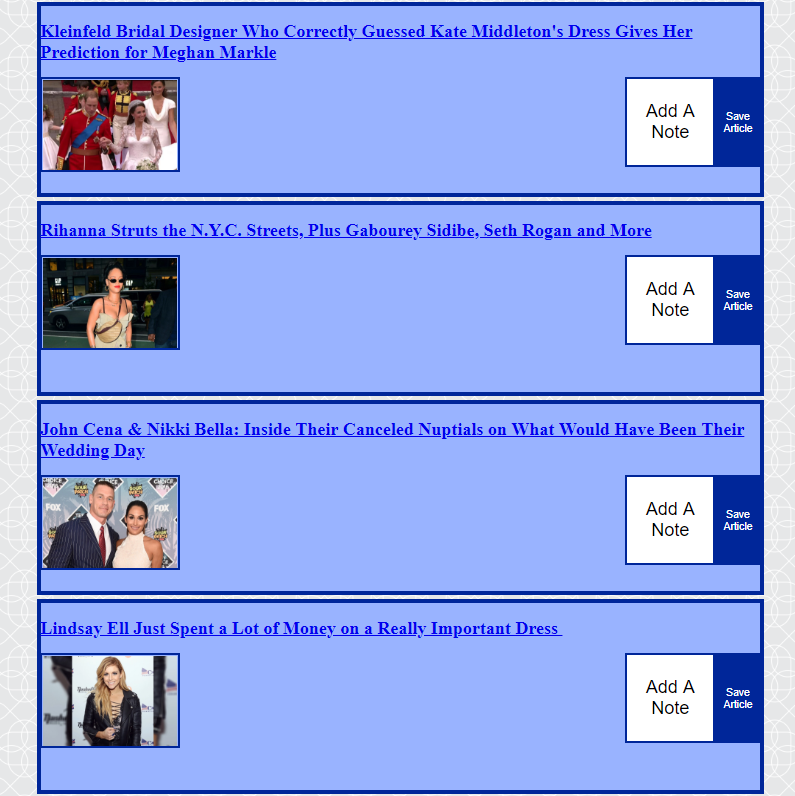 Kleinfeld Bridal Designer Who Correctly Guessed Kate Middleton's Dress Gives Her
Prediction for Meghan Markle
Add A
Note
Save
Article
Rihanna Struts the N.Y.C. Streets, Plus Gabourey Sidibe, Seth Rogan and More
Add A
Note
Save
Article
John Cena & Nikki Bella: Inside Their Canceled Nuptials on What Would Have Been Their
Wedding Day
CHOICE
FOX
FOX
Add A
Note
Save
Article
Lindsay Ell Just Spent a Lot of Money on a Really Important Dress
Add A
Note
Save
Article